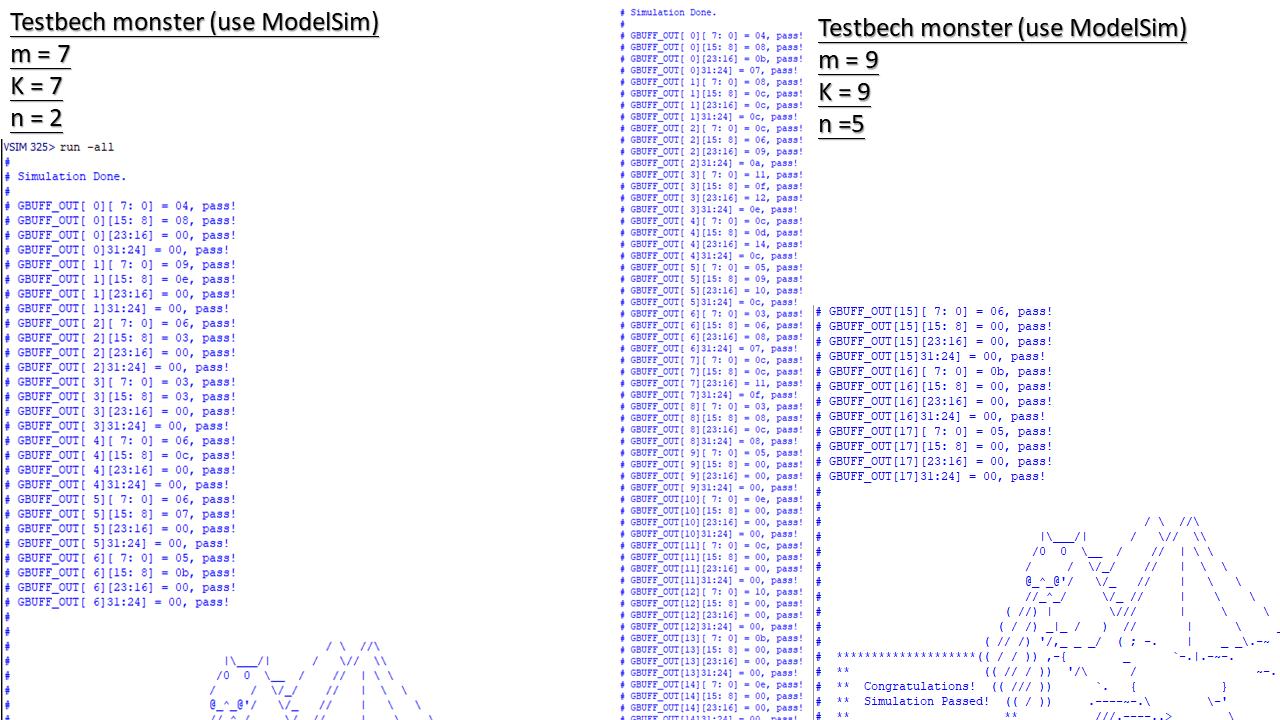 Testbech monster (use ModelSim)
m = 7
K = 7
n = 2
VSIM 325> run -all
#
# Simulation Done.
#
# GBUFF_OUT[ 0][ 7: 0] = 04, pass!
# GBUFF_OUT[ 0][15: 8] = 08, pass!
# GBUFF_OUT[ 0][23:16] = 00, pass!
# GBUFF_OUT[ 0]31:24] = 00, pass!
# GBUFF_OUT[ 1][ 7: 0] = 09, pass!
# GBUFF_OUT[ 1][15: 8] = 0e, pass!
# GBUFF_OUT[ 1][23:16] = 00, pass!
# GBUFF_OUT[ 1]31:24] = 00, pass!
# GBUFF_OUT[ 2][ 7: 0] = 06, pass!
# GBUFF_OUT[ 2][15: 8] = 03, pass!
# GBUFF_OUT[ 2][23:16] = 00, pass!
# GBUFF_OUT[ 2]31:24] = 00, pass!
# GBUFF_OUT[ 3][ 7: 0] = 03, pass!
# GBUFF_OUT[ 3][15: 8] = 03, pass!
# GBUFF_OUT[ 3][23:16] = 00, pass!
# GBUFF_OUT[ 3]31:24] = 00, pass!
# GBUFF_OUT[ 4][ 7: 0] = 06, pass!
# GBUFF_OUT[ 4][15: 8] = 0c, pass!
# GBUFF_OUT[ 4][23:16] = 00, pass!
# GBUFF_OUT[ 4]31:24] = 00, pass!
# GBUFF_OUT[ 5][ 7: 0] = 06, pass!
# GBUFF_OUT[ 5][15: 8] = 07, pass!
# GBUFF_OUT[ 5][23:16] = 00, pass!
# GBUFF_OUT[ 5]31:24] = 00, pass!
# GBUFF_OUT[ 6][ 7: 0] = 05, pass!
# GBUFF_OUT[ 6][15: 8] = 0b, pass!
# GBUFF_OUT[ 6][23:16] = 00, pass!
# GBUFF_OUT[ 6]31:24] = 00, pass!
#
#
# Simulation Done.
#
# GBUFF_OUT[ 0][ 7: 0] = 04, pass!
# GBUFF_OUT[ 0][15: 8] = 08, pass!
# GBUFF_OUT[ 0][23:16] = 0b, pass!
# GBUFF_OUT[ 0]31:24] = 07, pass!
# GBUFF_OUT[ 1][ 7: 0] = 08, pass!
# GBUFF_OUT[ 1][15: 8] = 0c, pass!
# GBUFF_OUT[ 1][23:16] = 0c, pass!
# GBUFF_OUT[ 1]31:24] = 0c, pass!
# GBUFF_OUT[ 2][ 7: 0] = 0c, pass!
# GBUFF_OUT[ 2][15: 8] = 06, pass!
# GBUFF_OUT[ 2][23:16] = 09, pass!
# GBUFF_OUT[ 2]31:24] = 0a, pass!
# GBUFF_OUT[ 3][ 7: 0] = 11, pass!
# GBUFF_OUT[ 3][15: 8] = 0f, pass!
# GBUFF_OUT[ 3][23:16] = 12, pass!
# GBUFF_OUT[ 3]31:24] = 0e, pass!
# GBUFF_OUT[ 4][ 7: 0] = 0c, pass!
# GBUFF_OUT[ 4][15: 8] = 0d, pass!
# GBUFF_OUT[ 4][23:16] = 14, pass!
# GBUFF_OUT[ 4]31:24] = 0c, pass!
# GBUFF_OUT[ 5][ 7: 0] = 05, pass!
# GBUFF_OUT[ 5][15: 8] = 09, pass!
# GBUFF_OUT[ 5][23:16] = 10, pass!
# GBUFF_OUT[ 5]31:24] = 0c, pass!
# GBUFF_OUT[ 6][ 7: 0] = 03, pass!
# GBUFF_OUT[ 6][15: 8] = 06, pass!
# GBUFF_OUT[ 6][23:16] = 08, pass!
# GBUFF_OUT[ 6]31:24] = 07, pass!
# GBUFF_OUT[ 7][ 7: 0] = 0c, pass!
# GBUFF_OUT[ 7][15: 8] = 0c, pass!
# GBUFF_OUT[ 7][23:16] = 11, pass!
# GBUFF_OUT[ 7]31:24] = 0f, pass!
# GBUFF_OUT[ 8][ 7: 0] = 03, pass!
# GBUFF_OUT[ 8][15: 8] = 08, pass!
# GBUFF_OUT[ 8][23:16] = 0c, pass!
# GBUFF_OUT[ 8]31:24] = 08, pass!
# GBUFF_OUT[ 9][ 7: 0] = 05, pass!
# GBUFF_OUT[ 9][15: 8] = 00, pass!
# GBUFF_OUT[ 9][23:16] = 00, pass!
# GBUFF_OUT[ 9]31:24] = 00, pass!
# GBUFF_OUT[10][ 7: 0] = 0e, pass!
# GBUFF_OUT[10][15: 8] = 00, pass!
# GBUFF_OUT[10][23:16] = 00, pass!
# GBUFF_OUT[10]31:24] = 00, pass!
# GBUFF_OUT[11][ 7: 0] = 0c, pass!
# GBUFF_OUT[11][15: 8] = 00, pass!
# GBUFF_OUT[11][23:16] = 00, pass!
# GBUFF_OUT[11]31:24] = 00, pass!
# GBUFF_OUT[12][ 7: 0] = 10, pass!
# GBUFF_OUT[12][15: 8] = 00, pass!
# GBUFF_OUT[12][23:16] = 00, pass!
# GBUFF_OUT[12]31:24] = 00, pass!
# GBUFF_OUT[13][ 7: 0] = 0b, pass!
# GBUFF_OUT[13][15: 8] = 00, pass!
# GBUFF_OUT[13][23:16] = 00, pass!
# GBUFF_OUT[13]31:24] = 00, pass!
# GBUFF_OUT[14][ 7: 0] = 0e, pass!
# GBUFF_OUT[14][15: 8] = 00, pass!
# GBUFF_OUT[14][23:16] = 00, pass!
# GBUFF_OUT[14]31:24] = 00, pass!
Testbech monster (use ModelSim)
m = 9
K = 9
n =5
# GBUFF_OUT[15][ 7: 0] = 06, pass!
# GBUFF_OUT[15][15: 8] = 00, pass!
# GBUFF_OUT[15][23:16] = 00, pass!
# GBUFF_OUT[15]31:24] = 00, pass!
# GBUFF_OUT[16][ 7: 0] = 0b, pass!
# GBUFF_OUT[16][15: 8] = 00, pass!
# GBUFF_OUT[16][23:16] = 00, pass!
# GBUFF_OUT[16]31:24] = 00, pass!
# GBUFF_OUT[17][ 7: 0] = 05, pass!
# GBUFF_OUT[17][15: 8] = 00, pass!
# GBUFF_OUT[17][23:16] = 00, pass!
# GBUFF_OUT[17]31:24] = 00, pass!
#
#
# ** Congratulations!
# ** Simulation Passed!